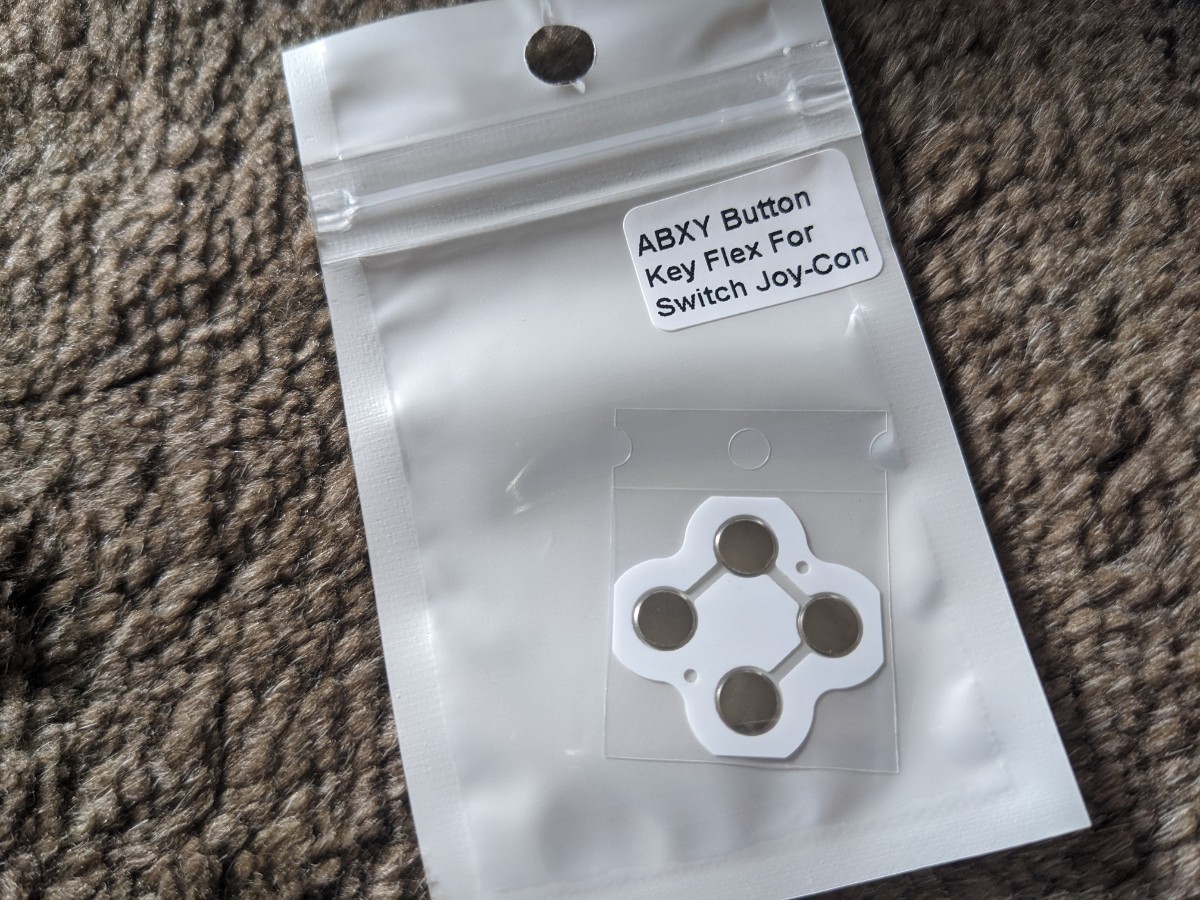 ABXY Button
Key Flex For
Switch Joy-Con